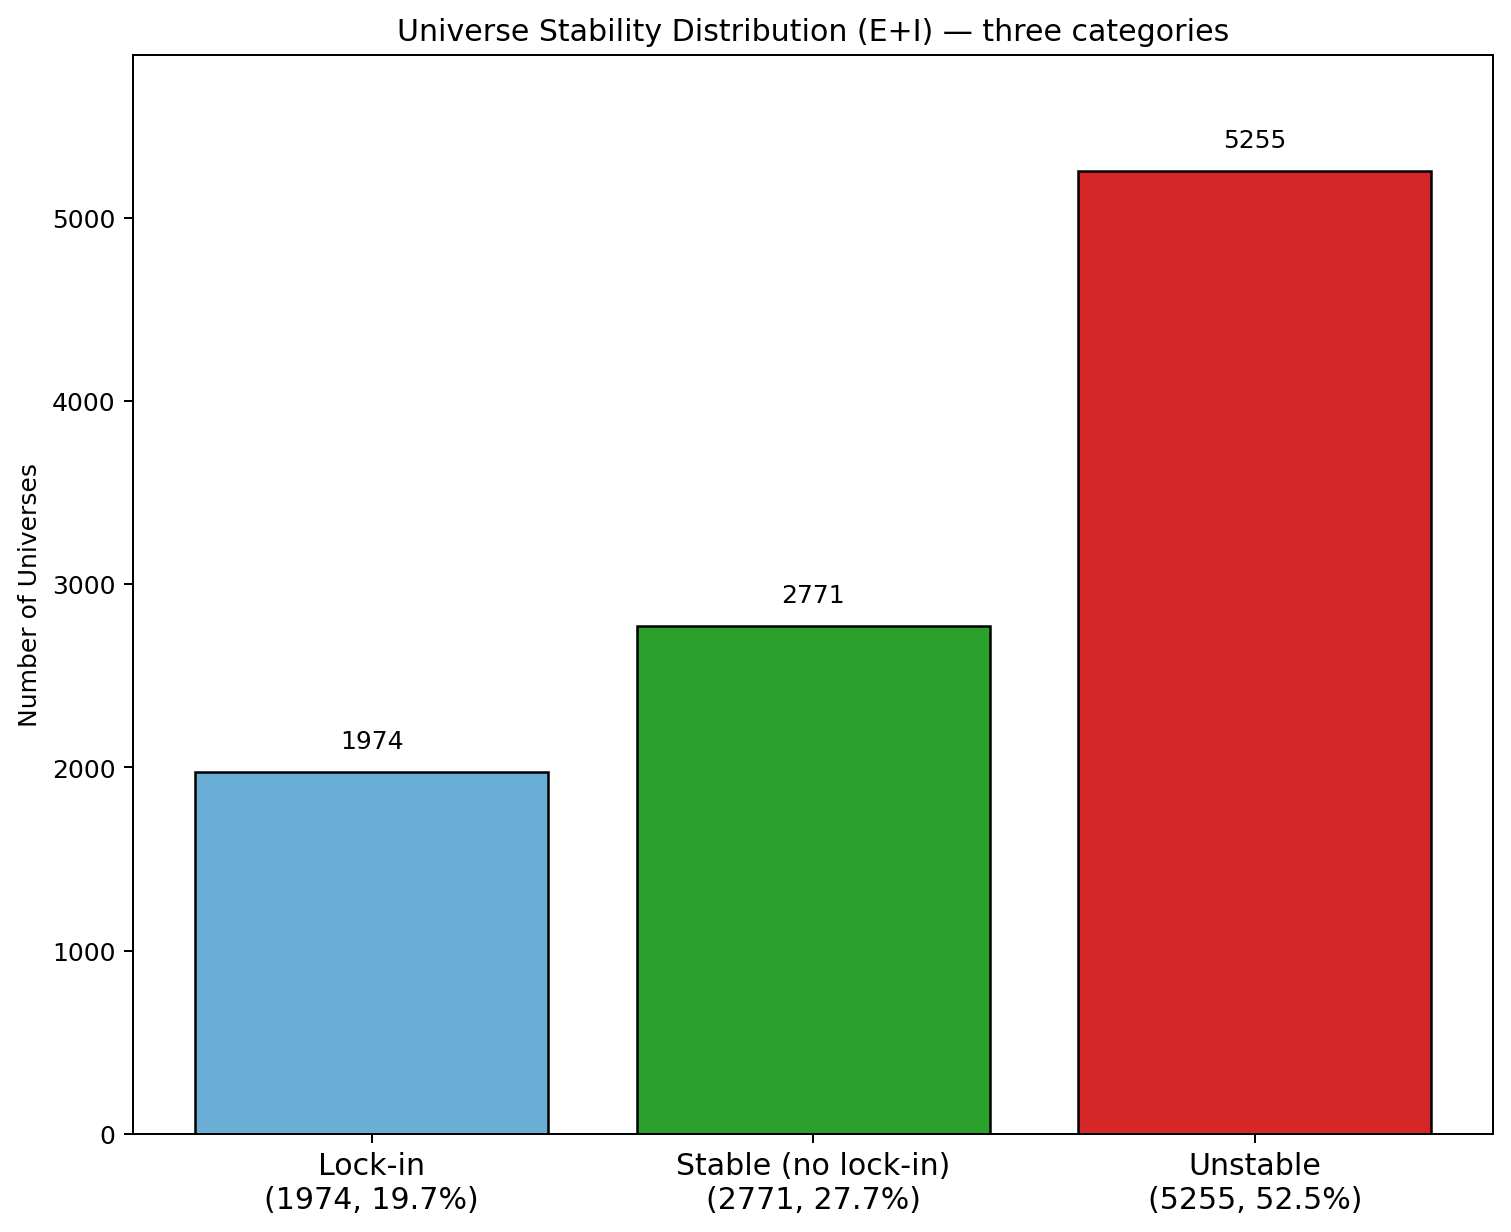 Universe Stability Distribution (E+I) — three categories
Number of Universes
5000
4000
3000
2000
1000
0
1974
2771
5255
Lock-in
(1974, 19.7%)
Stable (no lock-in)
(2771, 27.7%)
Unstable
(5255, 52.5%)